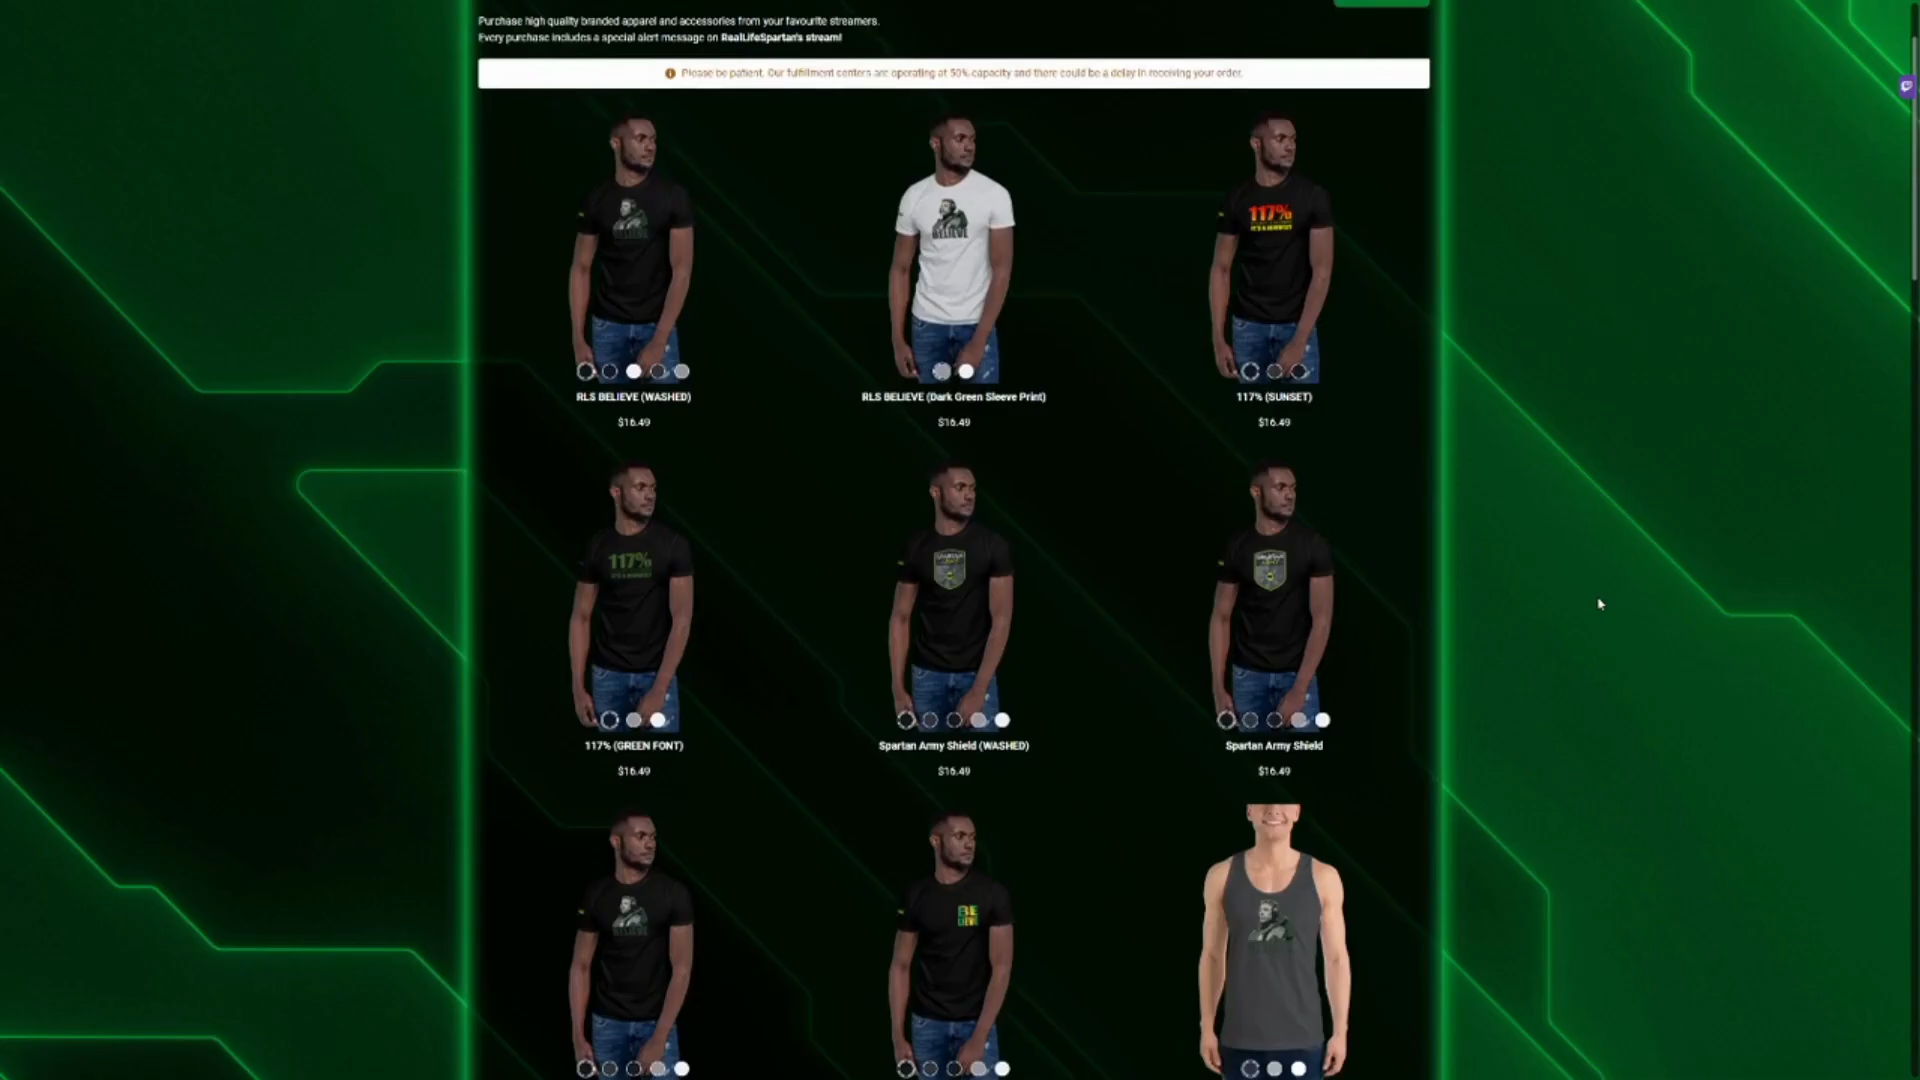 Purchase high quality branded apparel and accessories from your favourite streamers.
Every purchase includes a special alert message on RealLifeSpartan's stream!
Please be patient. Our fulfillment centers are operating at 50% capacity and there could be a delay in receiving your order.
BELIEVE
117%
RLS BELIEVE (WASHED)
RLS BELIEVE (Dark Green Sleeve Print)
117% (SUNSET)
$16.49
$16.49
$16.49
117%
117% (GREEN FONT)
Spartan Army Shield (WASHED)
Spartan Army Shield
$16.49
$16.49
$16.49